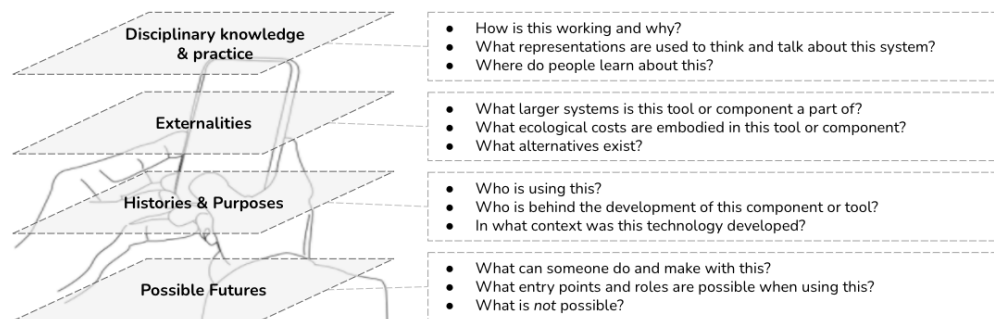 Disciplinary knowledge
& practice
● How is this working and why?
● What representations are used to think and talk about this system?
● Where do people learn about this?
Externalities
● What larger systems is this tool or component a part of?
● What ecological costs are embodied in this tool or component?
● What alternatives exist?
Histories & Purposes
● Who is using this?
● Who is behind the development of this component or tool?
● In what context was this technology developed?
Possible Futures
● What can someone do and make with this?
● What entry points and roles are possible when using this?
● What is not possible?